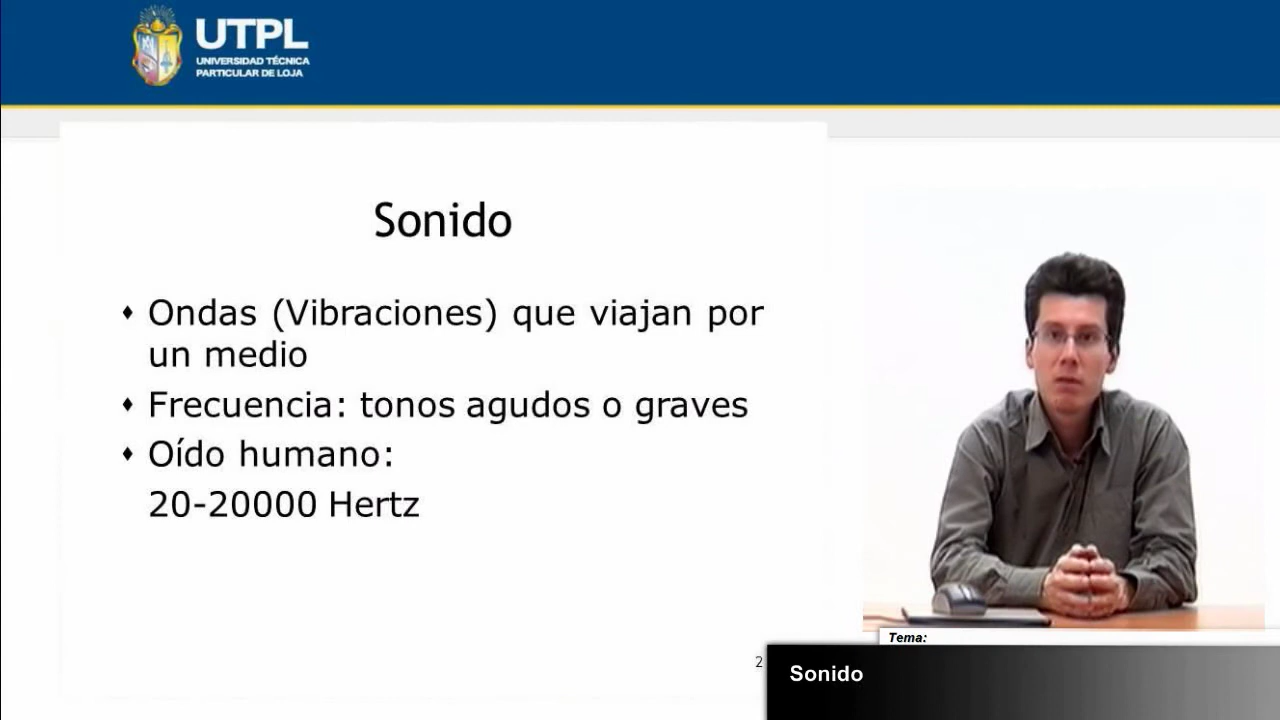 UTPL
UNIVERSIDAD TÉCNICA
PARTICULAR DE LOJA
Sonido
Ondas (Vibraciones) que viajan por
un medio
Frecuencia: tonos agudos o graves
Oído humano:
20-20000 Hertz
2
Tema:
Sonido